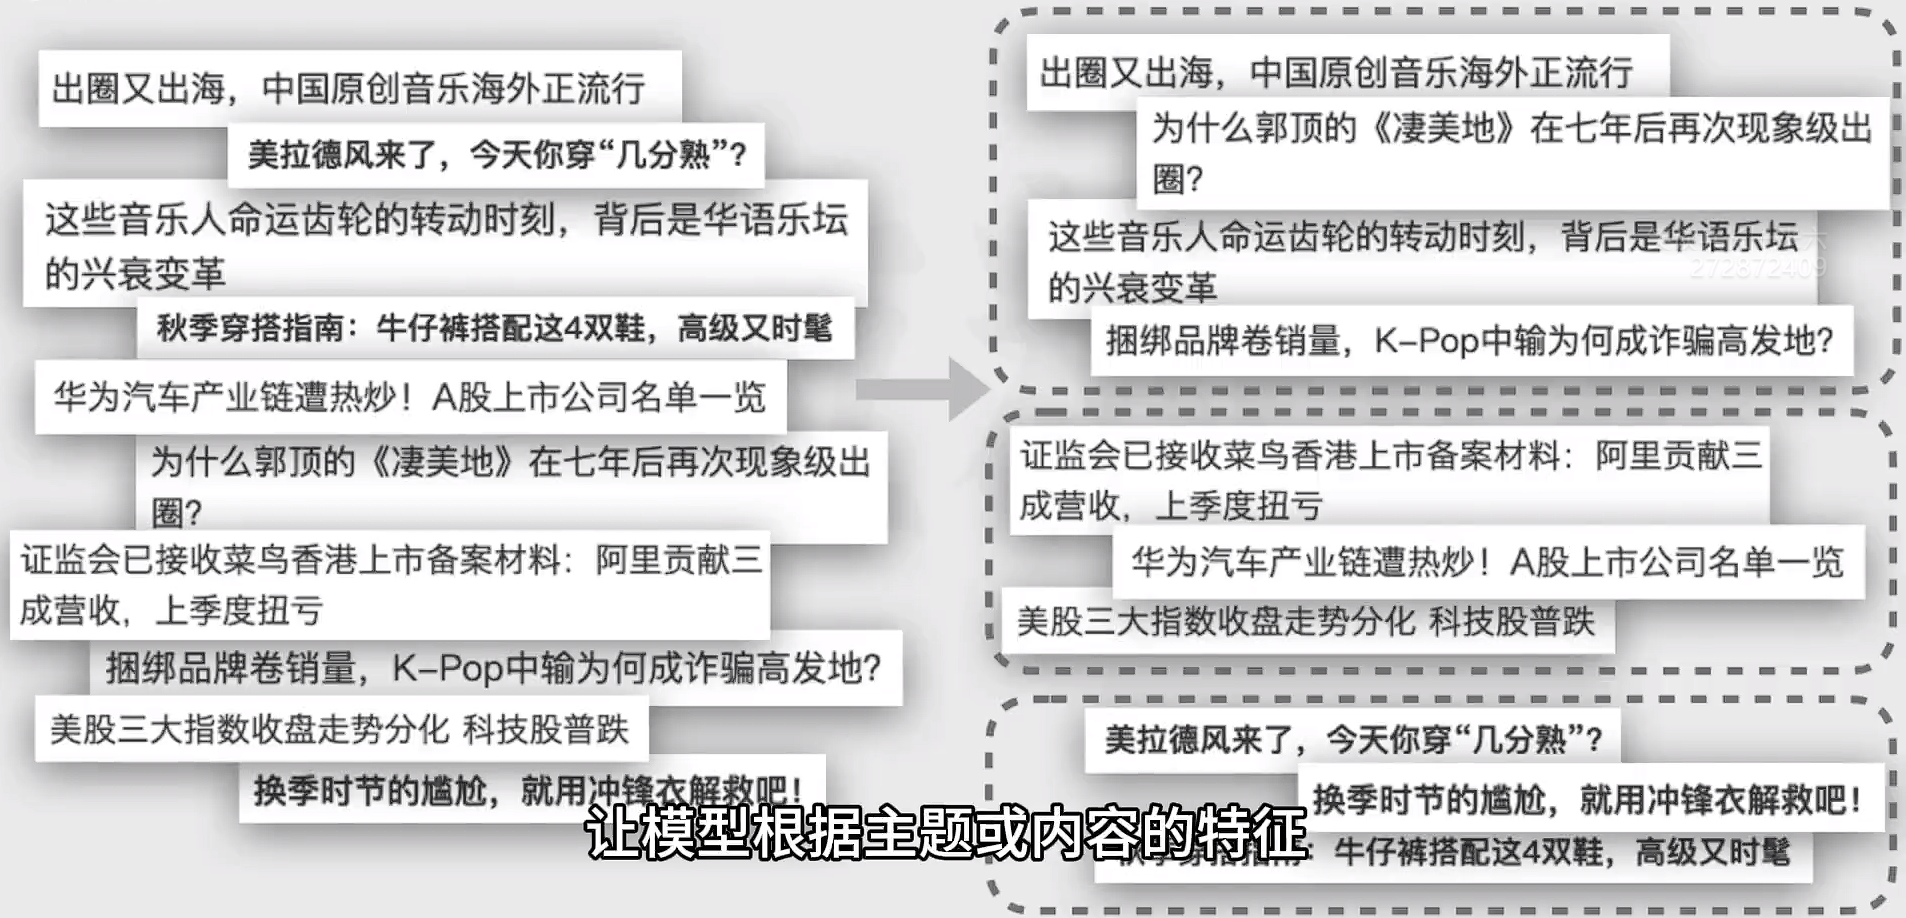 出圈又出海，中国原创音乐海外正流行
美拉德风来了，今天你穿“几分熟”？
这些音乐人命运齿轮的转动时刻，背后是华语乐坛
的兴衰变革
秋季穿搭指南：牛仔裤搭配这4双鞋，高级又时髦
华为汽车产业链遭热炒！A股上市公司名单一览
为什么郭顶的《凄美地》在七年后再次现象级出
圈？
证监会已接收菜鸟香港上市备案材料：阿里贡献三
成营收，上季度扭亏
捆绑品牌卷销量，K-Pop中输为何成诈骗高发地？
美股三大指数收盘走势分化 科技股普跌
换季时节的尴尬，就用冲锋衣解救吧！
出圈又出海，中国原创音乐海外正流行
为什么郭顶的《凄美地》在七年后再次现象级出
圈？
这些音乐人命运齿轮的转动时刻，背后是华语乐坛
的兴衰变革
272872409
捆绑品牌卷销量，K-Pop中输为何成诈骗高发地？
证监会已接收菜鸟香港上市备案材料：阿里贡献三
成营收，上季度扭亏
华为汽车产业链遭热炒！A股上市公司名单一览
美股三大指数收盘走势分化 科技股普跌
美拉德风来了，今天你穿“几分熟”？
换季时节的尴尬，就用冲锋衣解救吧！
：牛仔裤搭配这4双鞋，高级又时髦
让模型根据主题或内容的特征